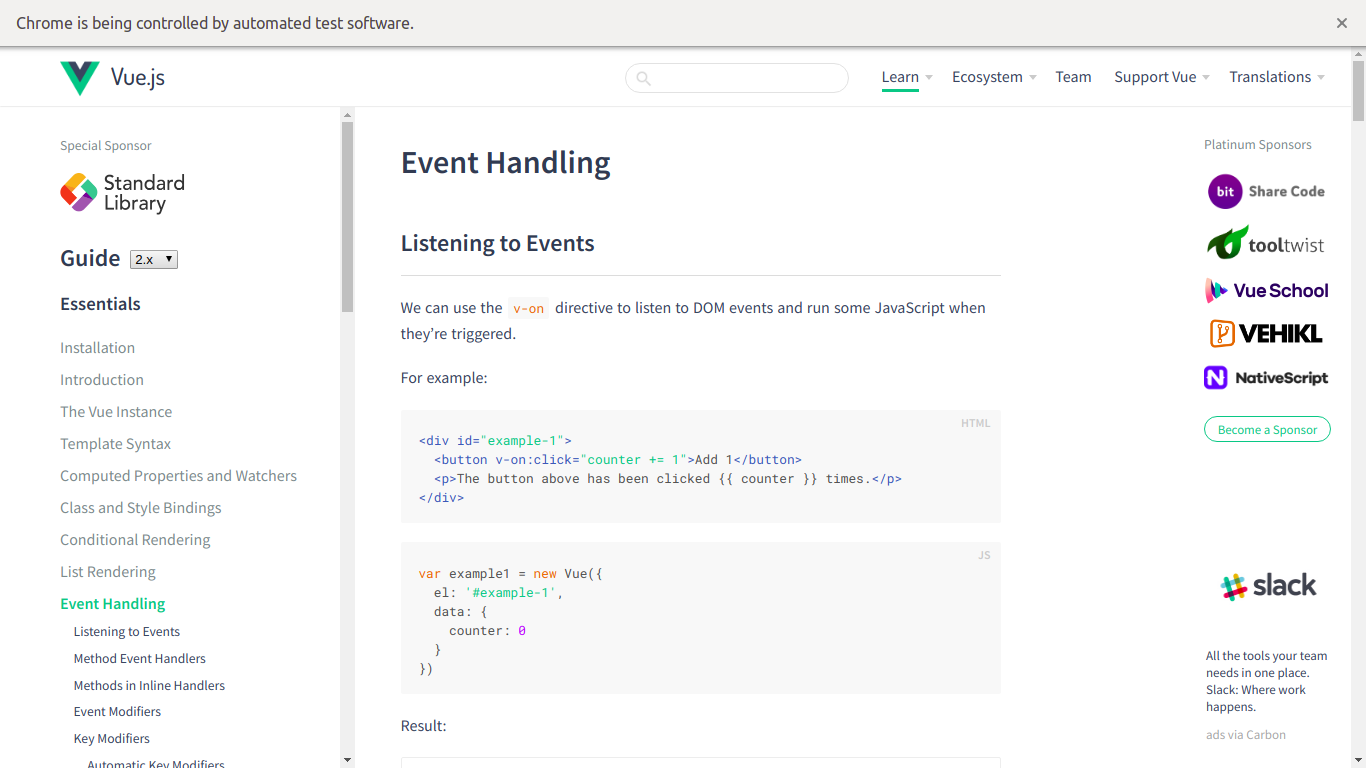 Chrome is being controlled by automated test software.
Vue.js
Learn
Ecosystem
Team
Support Vue
Translations
Special Sponsor
Standard
Library
Guide
2.x
Essentials
Installation
Introduction
The Vue Instance
Template Syntax
Computed Properties and Watchers
Class and Style Bindings
Conditional Rendering
List Rendering
Event Handling
Listening to Events
Method Event Handlers
Methods in Inline Handlers
Event Modifiers
Key Modifiers
Automatic Key Modifiers
Event Handling
Listening to Events
We can use the v-on directive to listen to DOM events and run some JavaScript when
they’re triggered.
For example:
HTML
<div id="example-1">
  <button v-on:click="counter += 1">Add 1</button>
  <p>The button above has been clicked {{ counter }} times.</p>
</div>
JS
var example1 = new Vue({
  el: '#example-1',
  data: {
    counter: 0
  }
})
Result:
Platinum Sponsors
bit Share Code
tooltwist
Vue School
VEHIKL
NativeScript
Become a Sponsor
slack
All the tools your team
needs in one place.
Slack: Where work
happens.
ads via Carbon